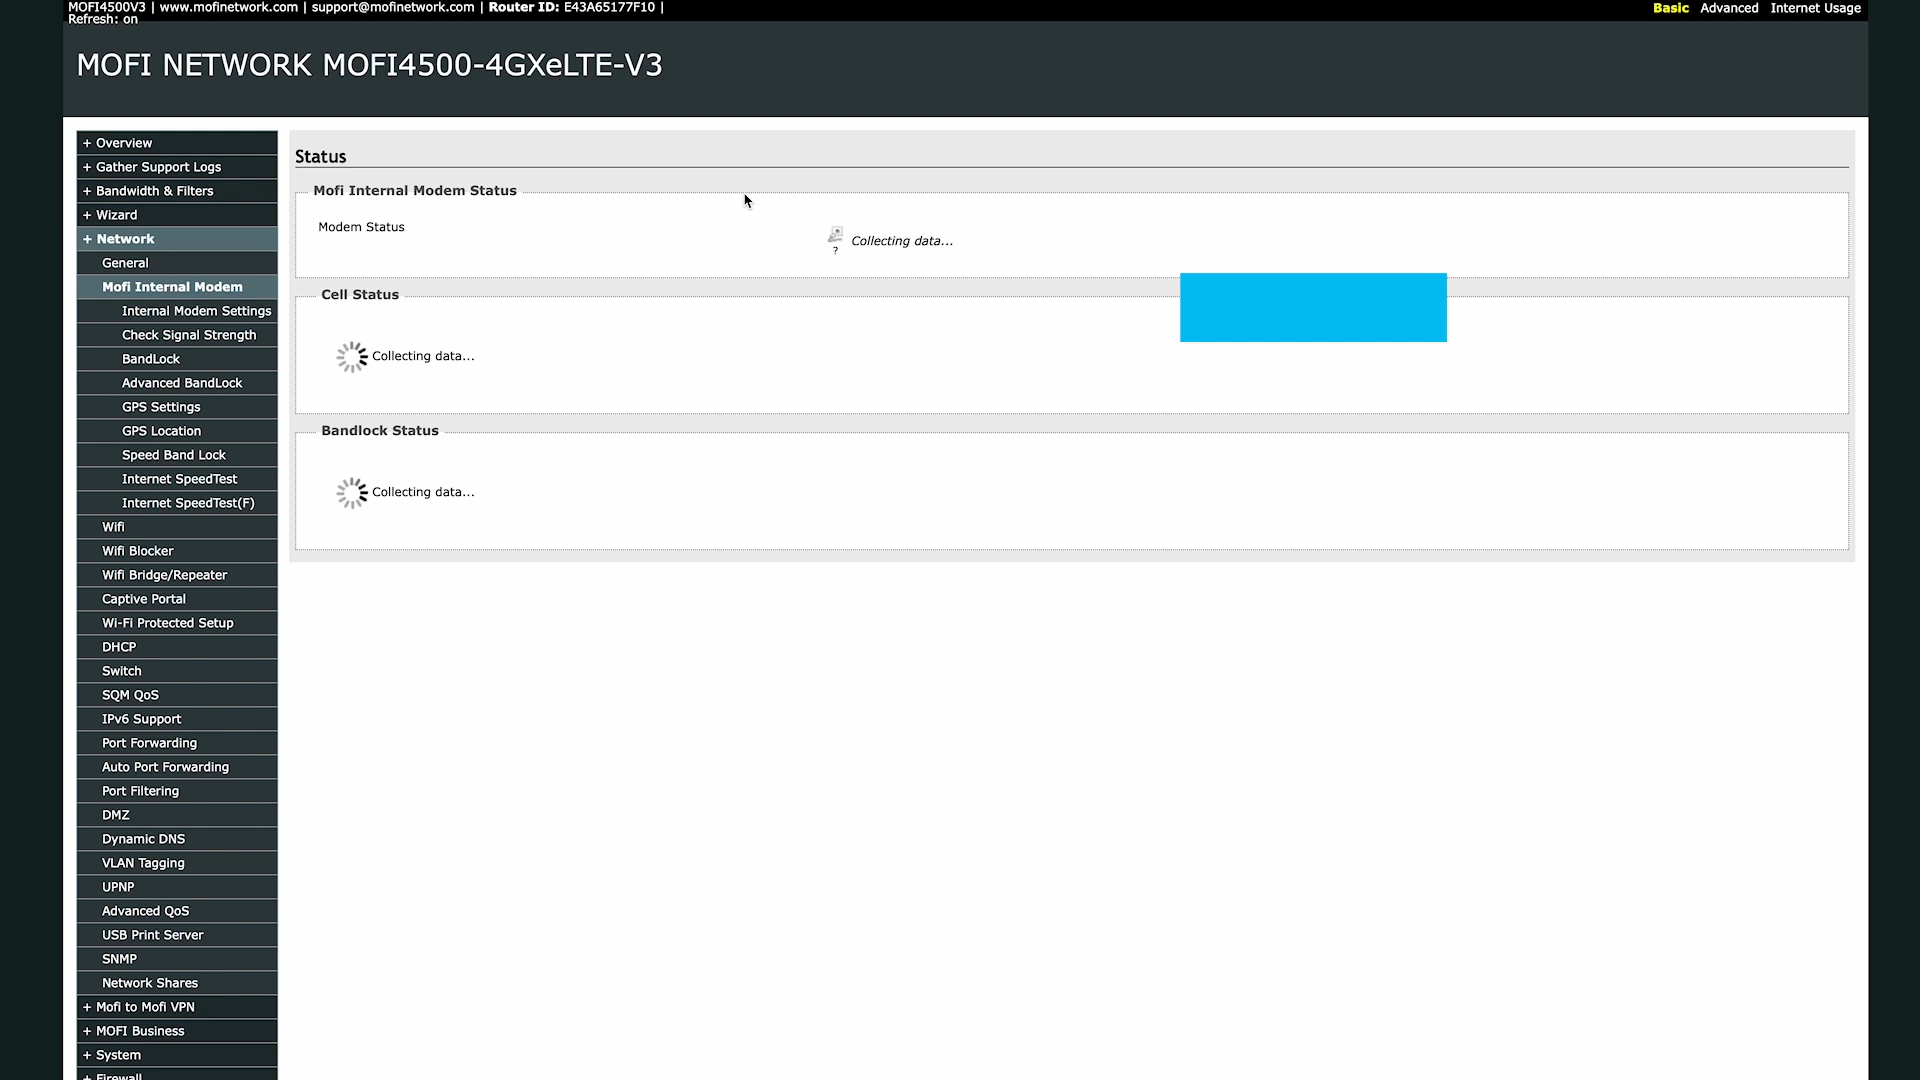 MOFI4500V3 | www.mofinetwork.com | support@mofinetwork.com | Router ID: E43A65177F10 |
Refresh: on
Basic Advanced Internet Usage
MOFI NETWORK MOFI4500-4GXeLTE-V3
+ Overview
+ Gather Support Logs
+ Bandwidth & Filters
+ Wizard
+ Network
General
Mofi Internal Modem
Internal Modem Settings
Check Signal Strength
BandLock
Advanced BandLock
GPS Settings
GPS Location
Speed Band Lock
Internet SpeedTest
Internet SpeedTest(F)
Wifi
Wifi Blocker
Wifi Bridge/Repeater
Captive Portal
Wi-Fi Protected Setup
DHCP
Switch
SQM QoS
IPv6 Support
Port Forwarding
Auto Port Forwarding
Port Filtering
DMZ
Dynamic DNS
VLAN Tagging
UPNP
Advanced QoS
USB Print Server
SNMP
Network Shares
+ Mofi to Mofi VPN
+ MOFI Business
+ System
+ Firewall
Status
Mofi Internal Modem Status
Modem Status
? Collecting data...
Cell Status
Collecting data...
Bandlock Status
Collecting data...